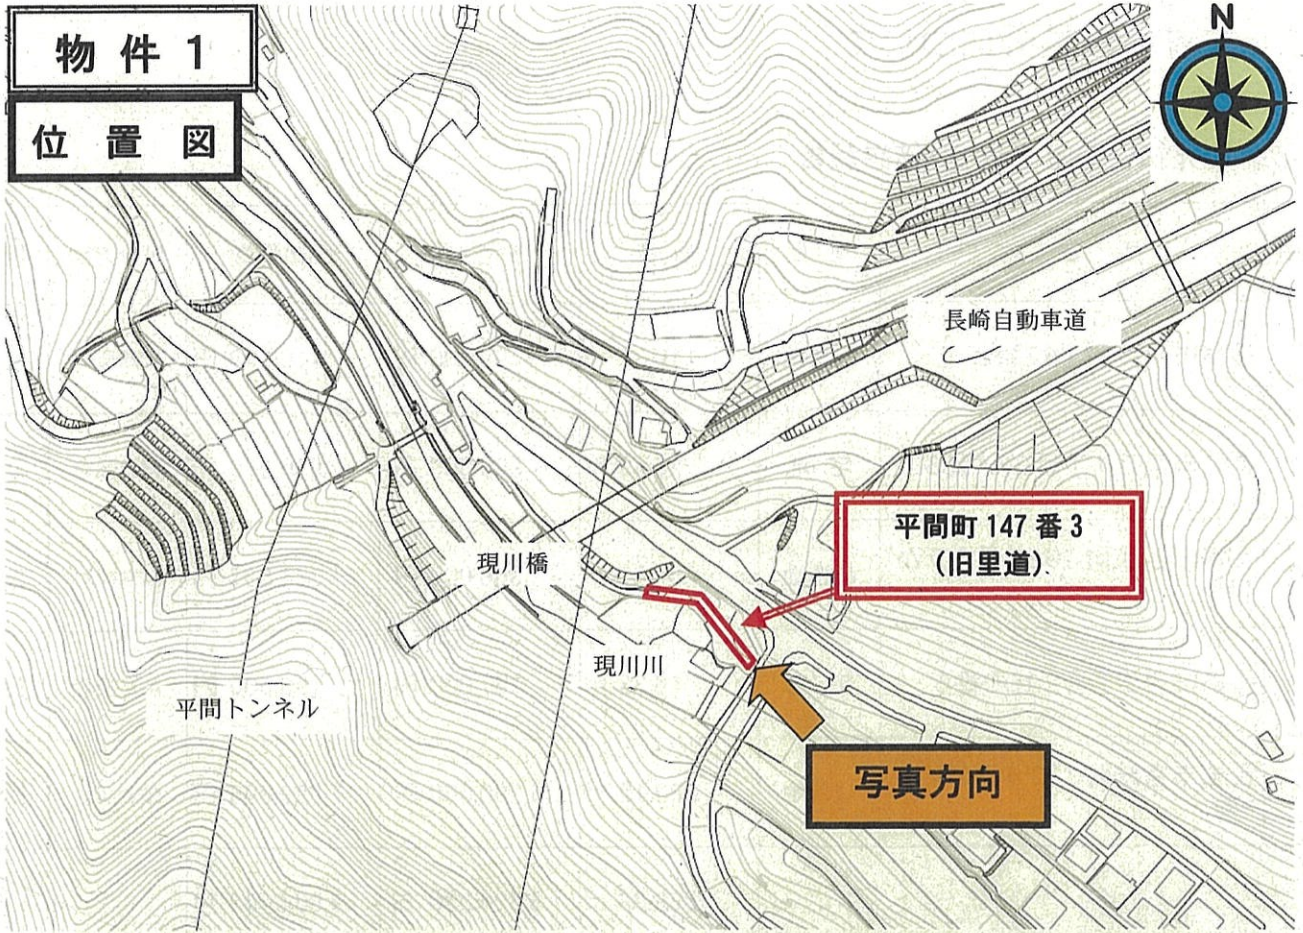 物件1
位置図
N
長崎自動車道
平間町147番3
(旧里道)
現川橋
現川川
平間トンネル
写真方向